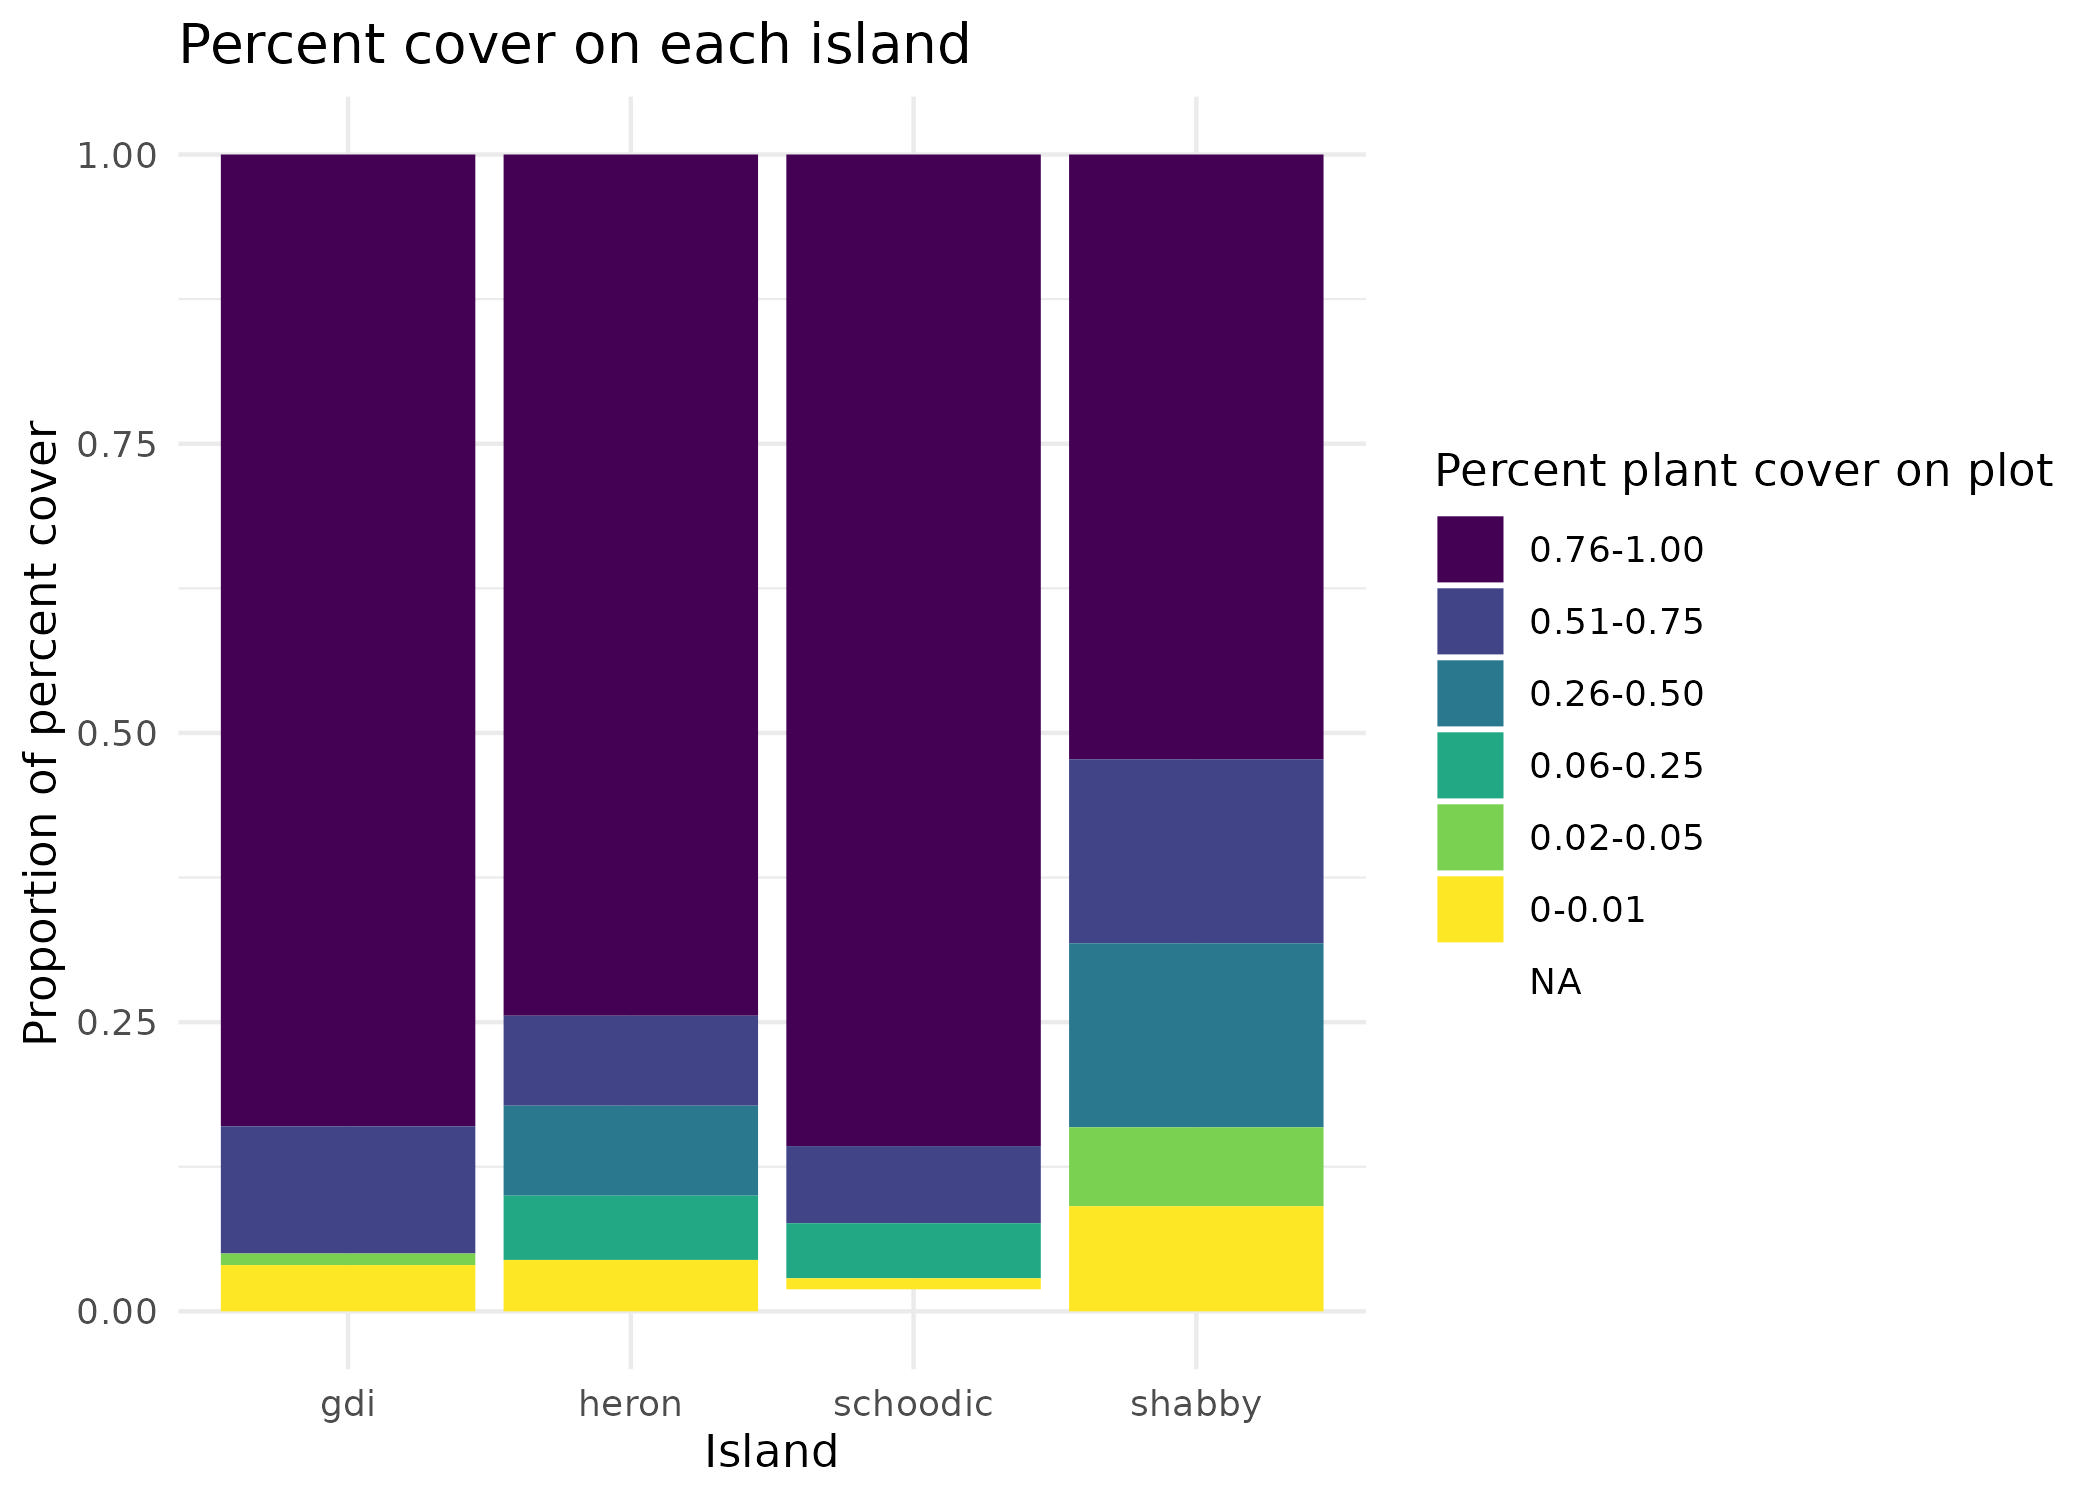 Percent cover on each island
Proportion of percent cover
1.00
0.75
0.50
0.25
0.00
gdi
heron
schoodic
shabby
Island
Percent plant cover on plot
0.76-1.00
0.51-0.75
0.26-0.50
0.06-0.25
0.02-0.05
0-0.01
NA